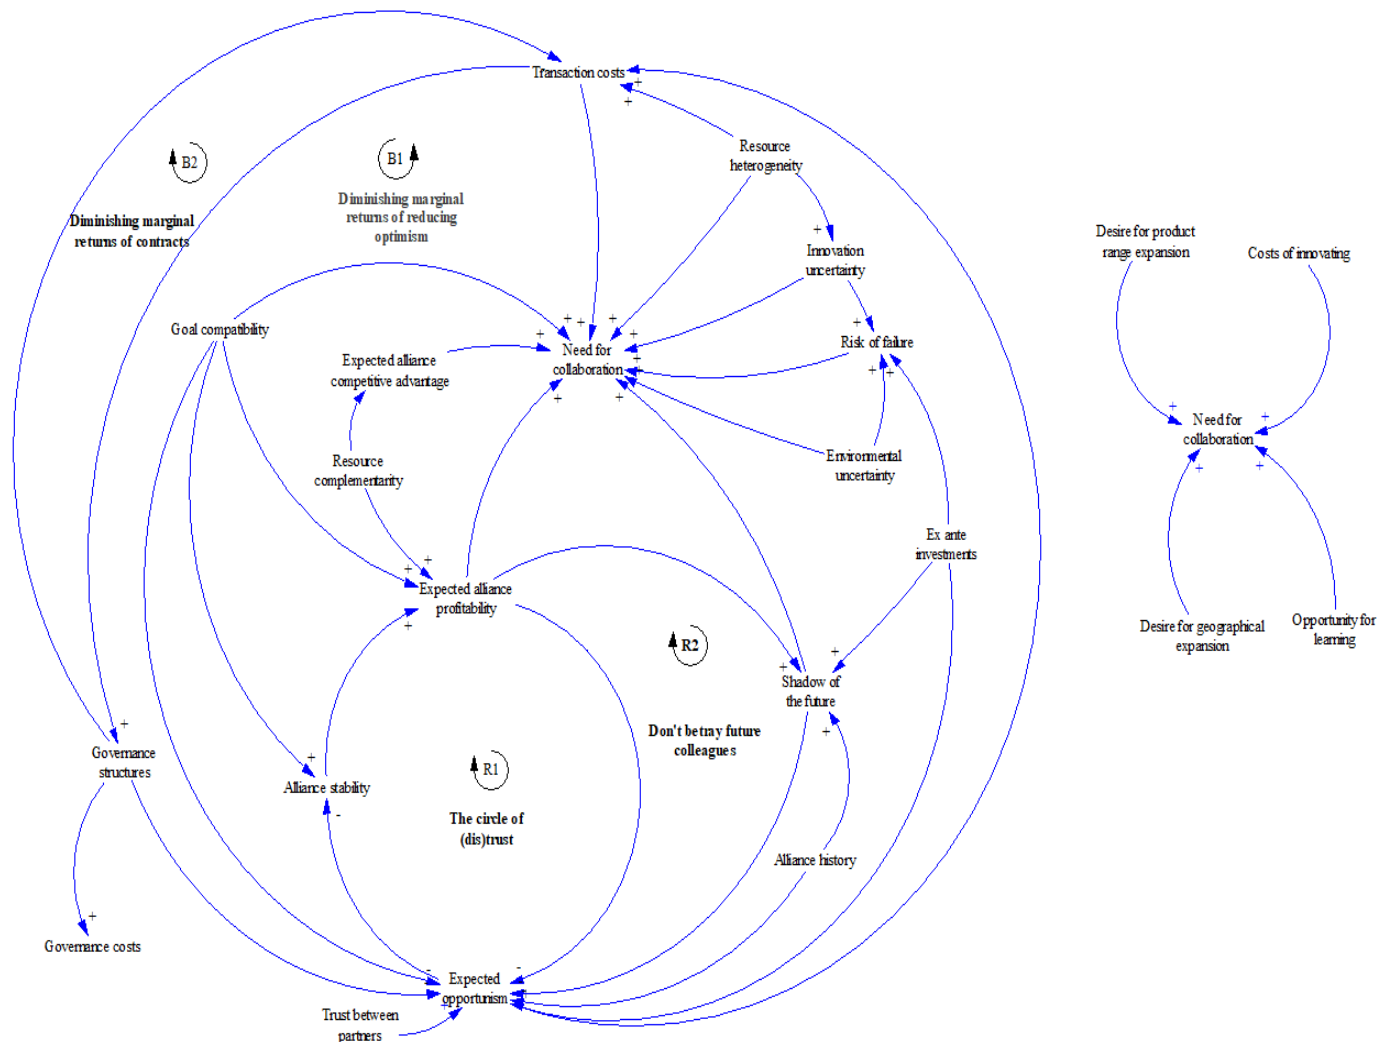 Transaction costs
B2
B1
Diminishing marginal
returns of reducing
optimism
Diminishing marginal
returns of contracts
Resource
heterogeneity
Innovation
uncertainty
Goal compatibility
Expected alliance
competitive advantage
Need for
collaboration
Risk of failure
Resource
complementarity
Environmental
uncertainty
Ex ante
investments
Expected alliance
profitability
R2
Shadow of
the future
Don't betray future
colleagues
Governance
structures
Alliance stability
R1
The circle of
(dis)trust
Alliance history
Governance costs
Expected
opportunism
Trust between
partners
Desire for product
range expansion
Costs of innovating
Need for
collaboration
Desire for geographical
expansion
Opportunity for
learning